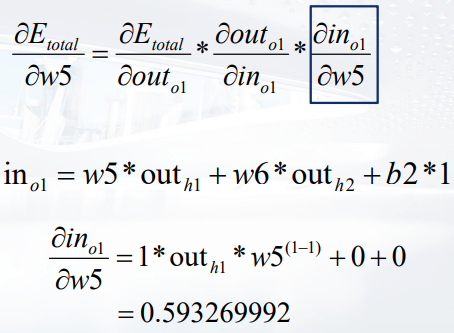 ∂E_total/∂w5 = ∂E_total/∂out_o1 * ∂out_o1/∂in_o1 * ∂in_o1/∂w5
in_o1 = w5 * out_h1 + w6 * out_h2 + b2 * 1
∂in_o1/∂w5 = 1 * out_h1 * w5^(1−1) + 0 + 0
= 0.593269992